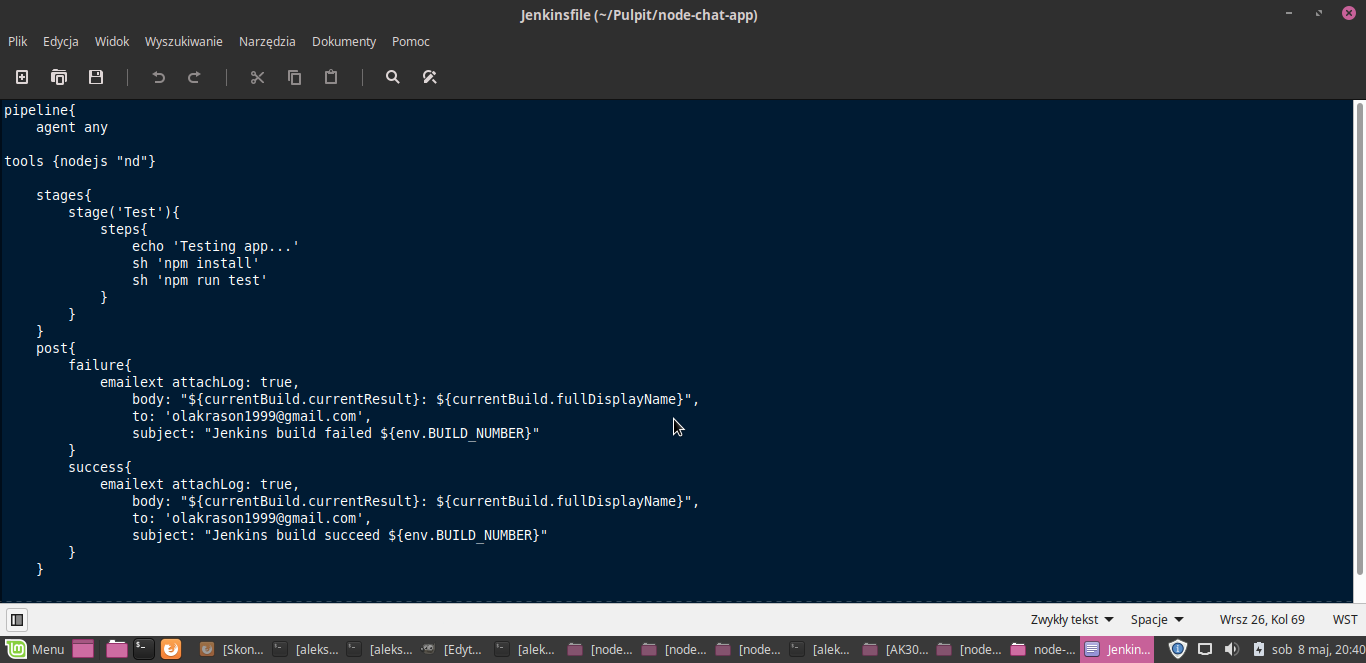 Jenkinsfile (~/Pulpit/node-chat-app)
Plik Edycja Widok Wyszukiwanie Narzędzia Dokumenty Pomoc
pipeline{
    agent any
tools {nodejs "nd"}
    stages{
        stage('Test'){
            steps{
                echo 'Testing app...'
                sh 'npm install'
                sh 'npm run test'
            }
        }
    }
    post{
        failure{
            emailext attachLog: true,
                body: "${currentBuild.currentResult}: ${currentBuild.fullDisplayName}",
                to: 'olakrason1999@gmail.com',
                subject: "Jenkins build failed ${env.BUILD_NUMBER}"
        }
        success{
            emailext attachLog: true,
                body: "${currentBuild.currentResult}: ${currentBuild.fullDisplayName}",
                to: 'olakrason1999@gmail.com',
                subject: "Jenkins build succeed ${env.BUILD_NUMBER}"
        }
    }
Zwykły tekst Spacje Wrsz 26, Kol 69 WST
Menu [Skon... [aleks... [aleks... [Edyt... [alek... [node... [node... [node... [alek... [AK30... [node... node-... Jenkin... sob 8 maj, 20:40